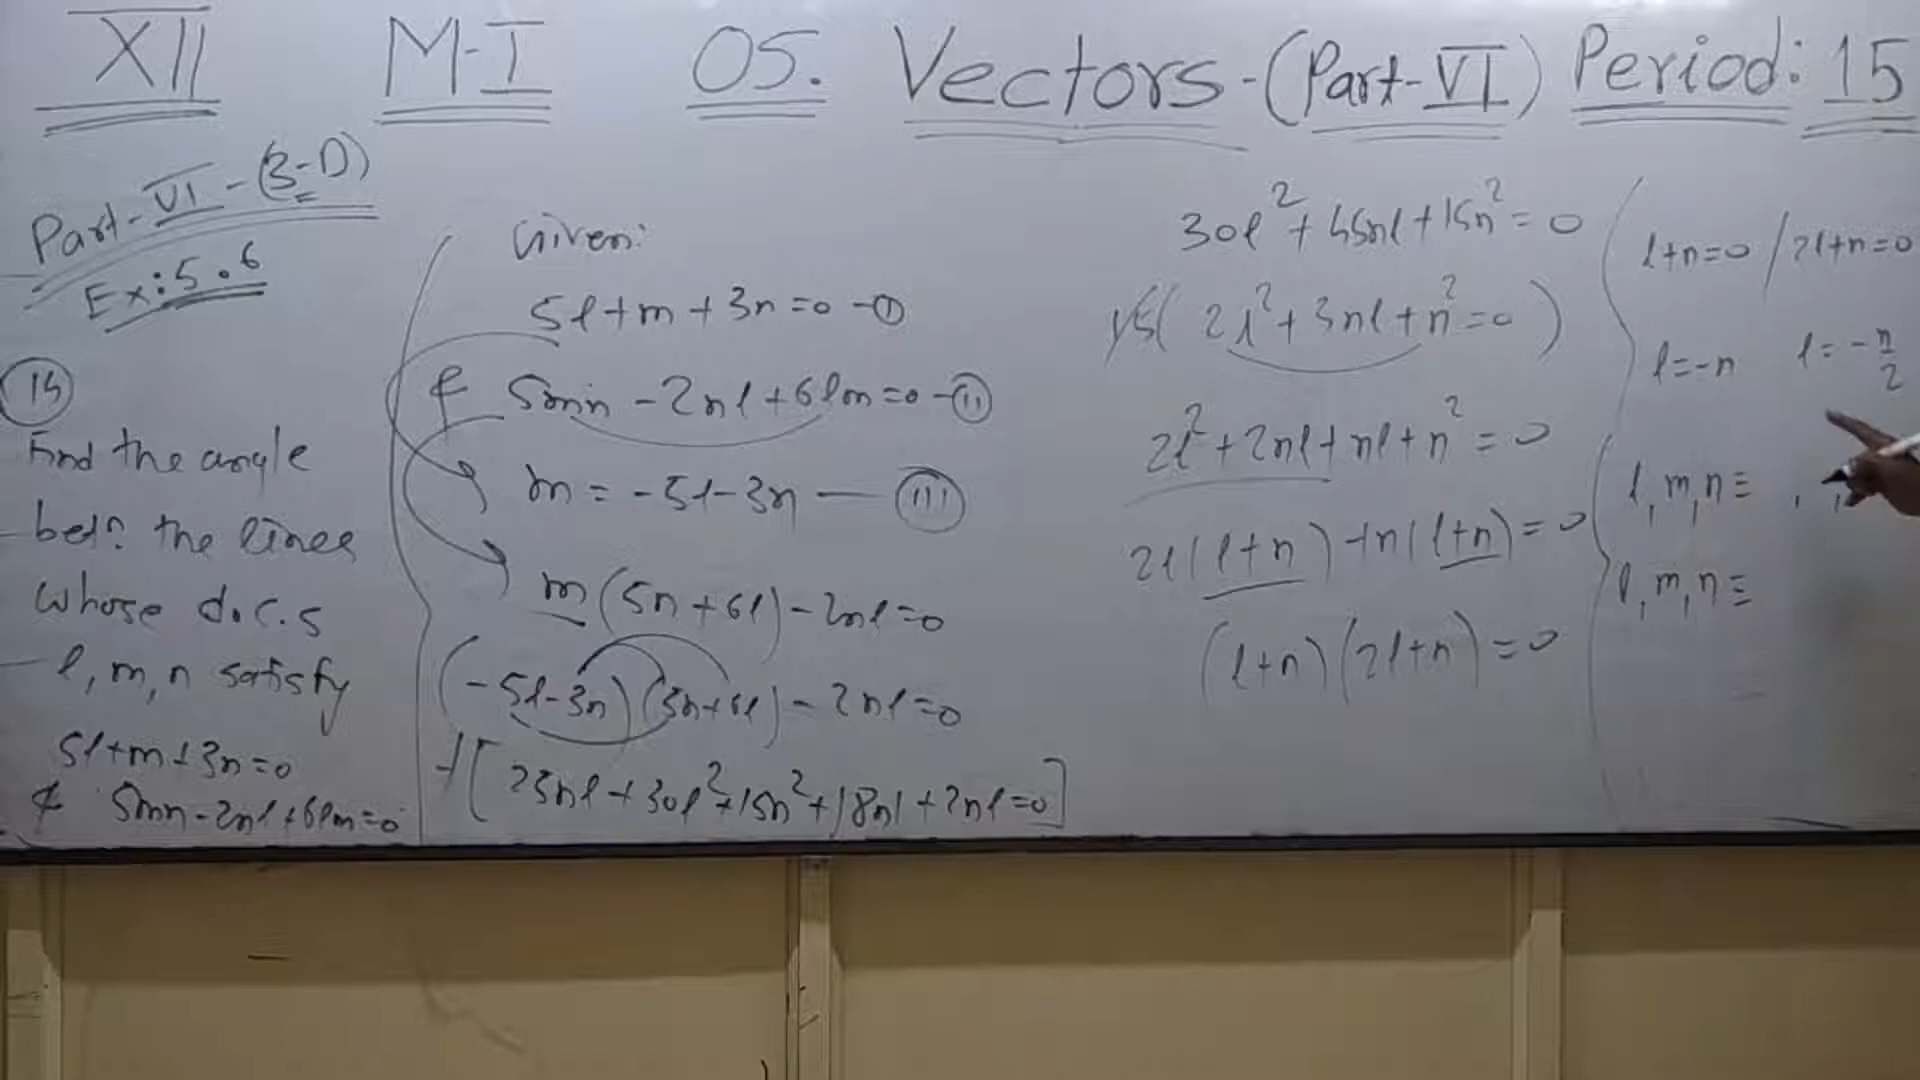 XII M-I 05. Vectors - (Part-VI) Period: 15
Part-VI - (3-D)
Ex: 5.6
Find the angle
betn the lines
whose d.c.s
l, m, n satisfy
5l+m+3n=0
& 5mn-2nl+6lm=0
Given:
5l+m+3n=0 - (I)
& 5mn - 2nl + 6lm = 0 - (II)
m = -5l-3n — (III)
m(5n+6l) - 2nl = 0
(-5l-3n)(5n+6l) - 2nl = 0
-[25nl + 30l²+15n²+18nl+2nl=0]
30l² + 45nl + 15n² = 0
15(2l² + 3nl + n² = 0)
2l² + 2nl + nl + n² = 0
2l(l+n) + n(l+n) = 0
(l+n)(2l+n) = 0
l+n=0 / 2l+n=0
l=-n l=-n/2
l, m, n ≡ , ,
l, m, n ≡